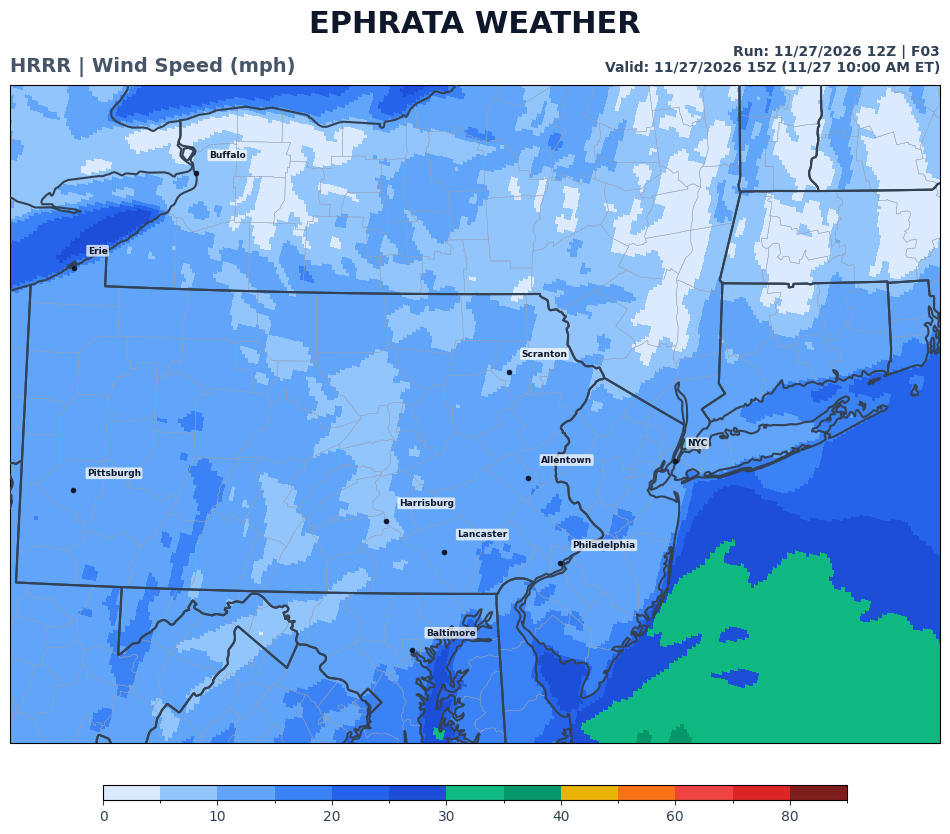 EPHRATA WEATHER
HRRR | Wind Speed (mph)
Run: 11/27/2026 12Z | F03
Valid: 11/27/2026 15Z (11/27 10:00 AM ET)
Buffalo
Erie
Scranton
NYC
Allentown
Pittsburgh
Harrisburg
Lancaster
Philadelphia
Baltimore
0 10 20 30 40 60 80